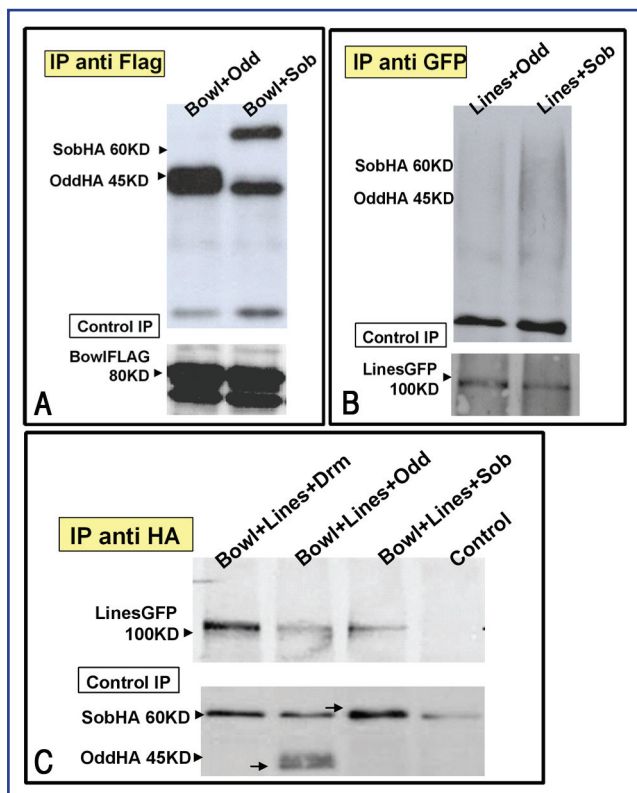 IP anti Flag
Bowl+Odd
Bowl+Sob
SobHA 60KD
OddHA 45KD
Control IP
BowlFLAG
80KD
A
IP anti GFP
Lines+Odd
Lines+Sob
SobHA 60KD
OddHA 45KD
Control IP
LinesGFP
100KD
B
IP anti HA
Bowl+Lines+Drm
Bowl+Lines+Odd
Bowl+Lines+Sob
Control
LinesGFP
100KD
Control IP
SobHA 60KD
OddHA 45KD
C